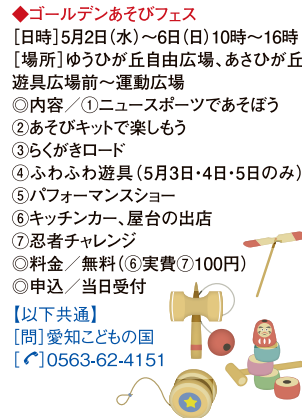 ◆ゴールデンあそびフェス
[日時]5月2日(水)～6日(日)10時～16時
[場所]ゆうひが丘自由広場、あさひが丘
遊具広場前～運動広場
◎内容／①ニュースポーツであそぼう
②あそびキットで楽しもう
③らくがきロード
④ふわふわ遊具(5月3日・4日・5日のみ)
⑤パフォーマンスショー
⑥キッチンカー、屋台の出店
⑦忍者チャレンジ
◎料金／無料(⑥実費⑦100円)
◎申込／当日受付
【以下共通】
[問]愛知こどもの国
[✆]0563-62-4151